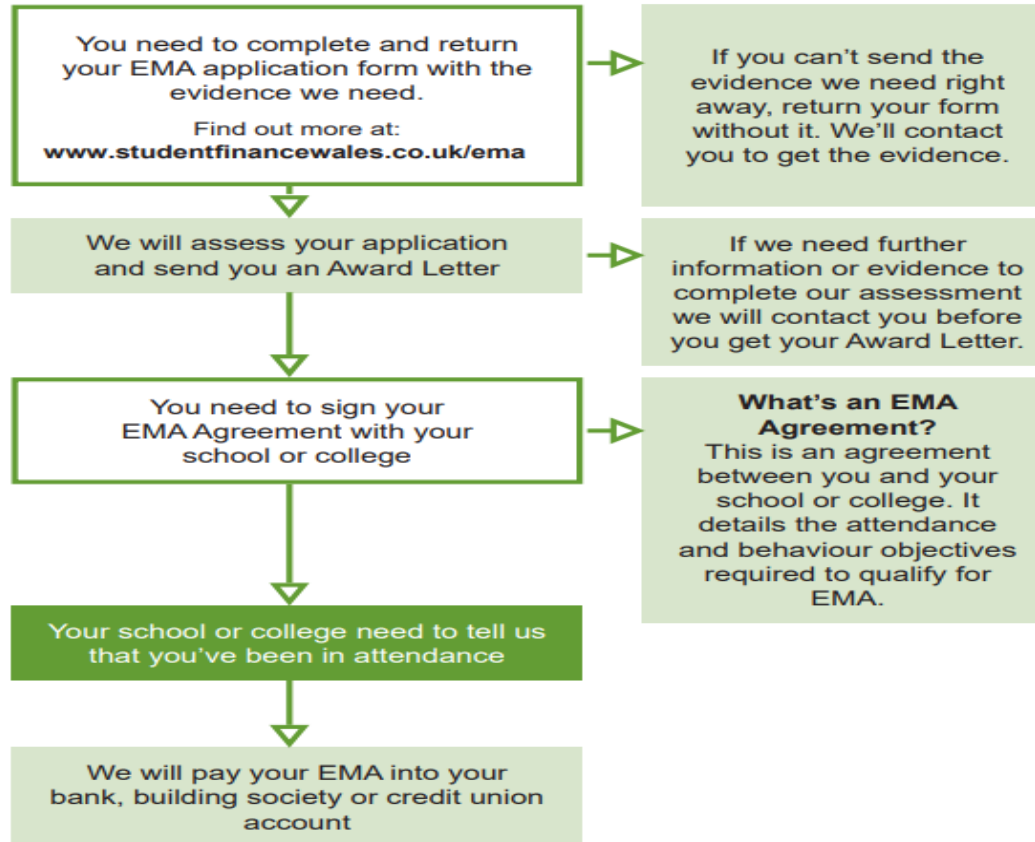 You need to complete and return
your EMA application form with the
evidence we need.
Find out more at:
www.studentfinancewales.co.uk/ema
If you can’t send the
evidence we need right
away, return your form
without it. We’ll contact
you to get the evidence.
We will assess your application
and send you an Award Letter
If we need further
information or evidence to
complete our assessment
we will contact you before
you get your Award Letter.
You need to sign your
EMA Agreement with your
school or college
What’s an EMA
Agreement?
This is an agreement
between you and your
school or college. It
details the attendance
and behaviour objectives
required to qualify for
EMA.
Your school or college need to tell us
that you’ve been in attendance
We will pay your EMA into your
bank, building society or credit union
account